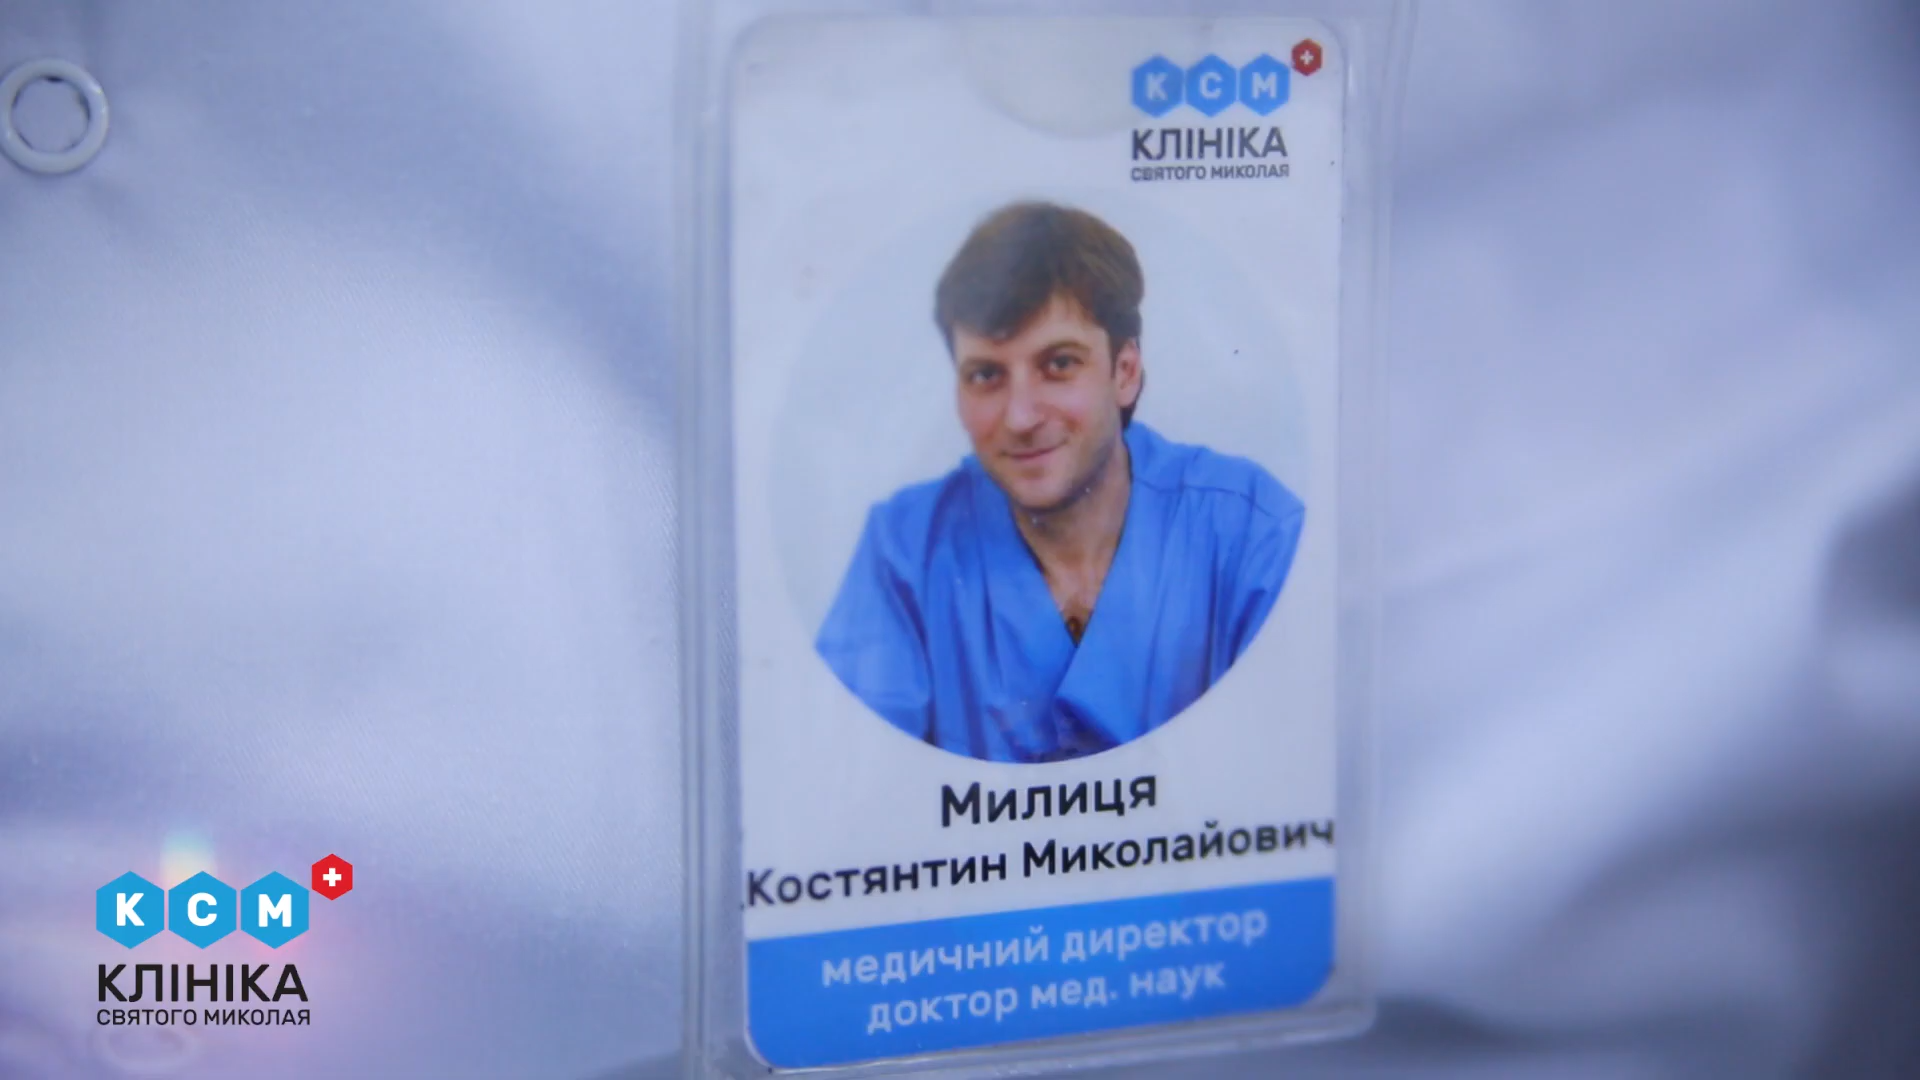 КСМ
КЛІНІКА
СВЯТОГО МИКОЛАЯ
Милиця
Костянтин Миколайович
медичний директор
доктор мед. наук
КСМ
КЛІНІКА
СВЯТОГО МИКОЛАЯ